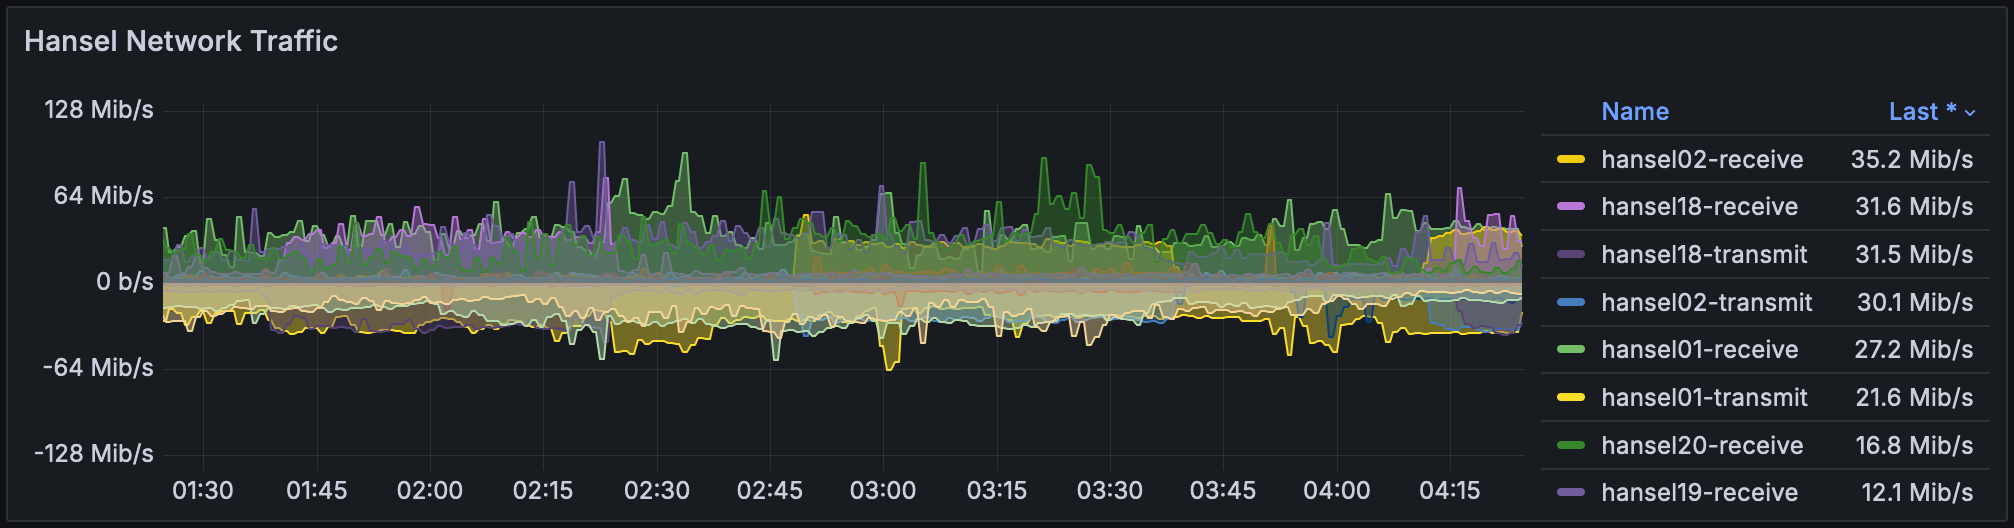 Hansel Network Traffic
128 Mib/s
64 Mib/s
0 b/s
-64 Mib/s
-128 Mib/s
01:30 01:45 02:00 02:15 02:30 02:45 03:00 03:15 03:30 03:45 04:00 04:15
Name Last *
hansel02-receive 35.2 Mib/s
hansel18-receive 31.6 Mib/s
hansel18-transmit 31.5 Mib/s
hansel02-transmit 30.1 Mib/s
hansel01-receive 27.2 Mib/s
hansel01-transmit 21.6 Mib/s
hansel20-receive 16.8 Mib/s
hansel19-receive 12.1 Mib/s